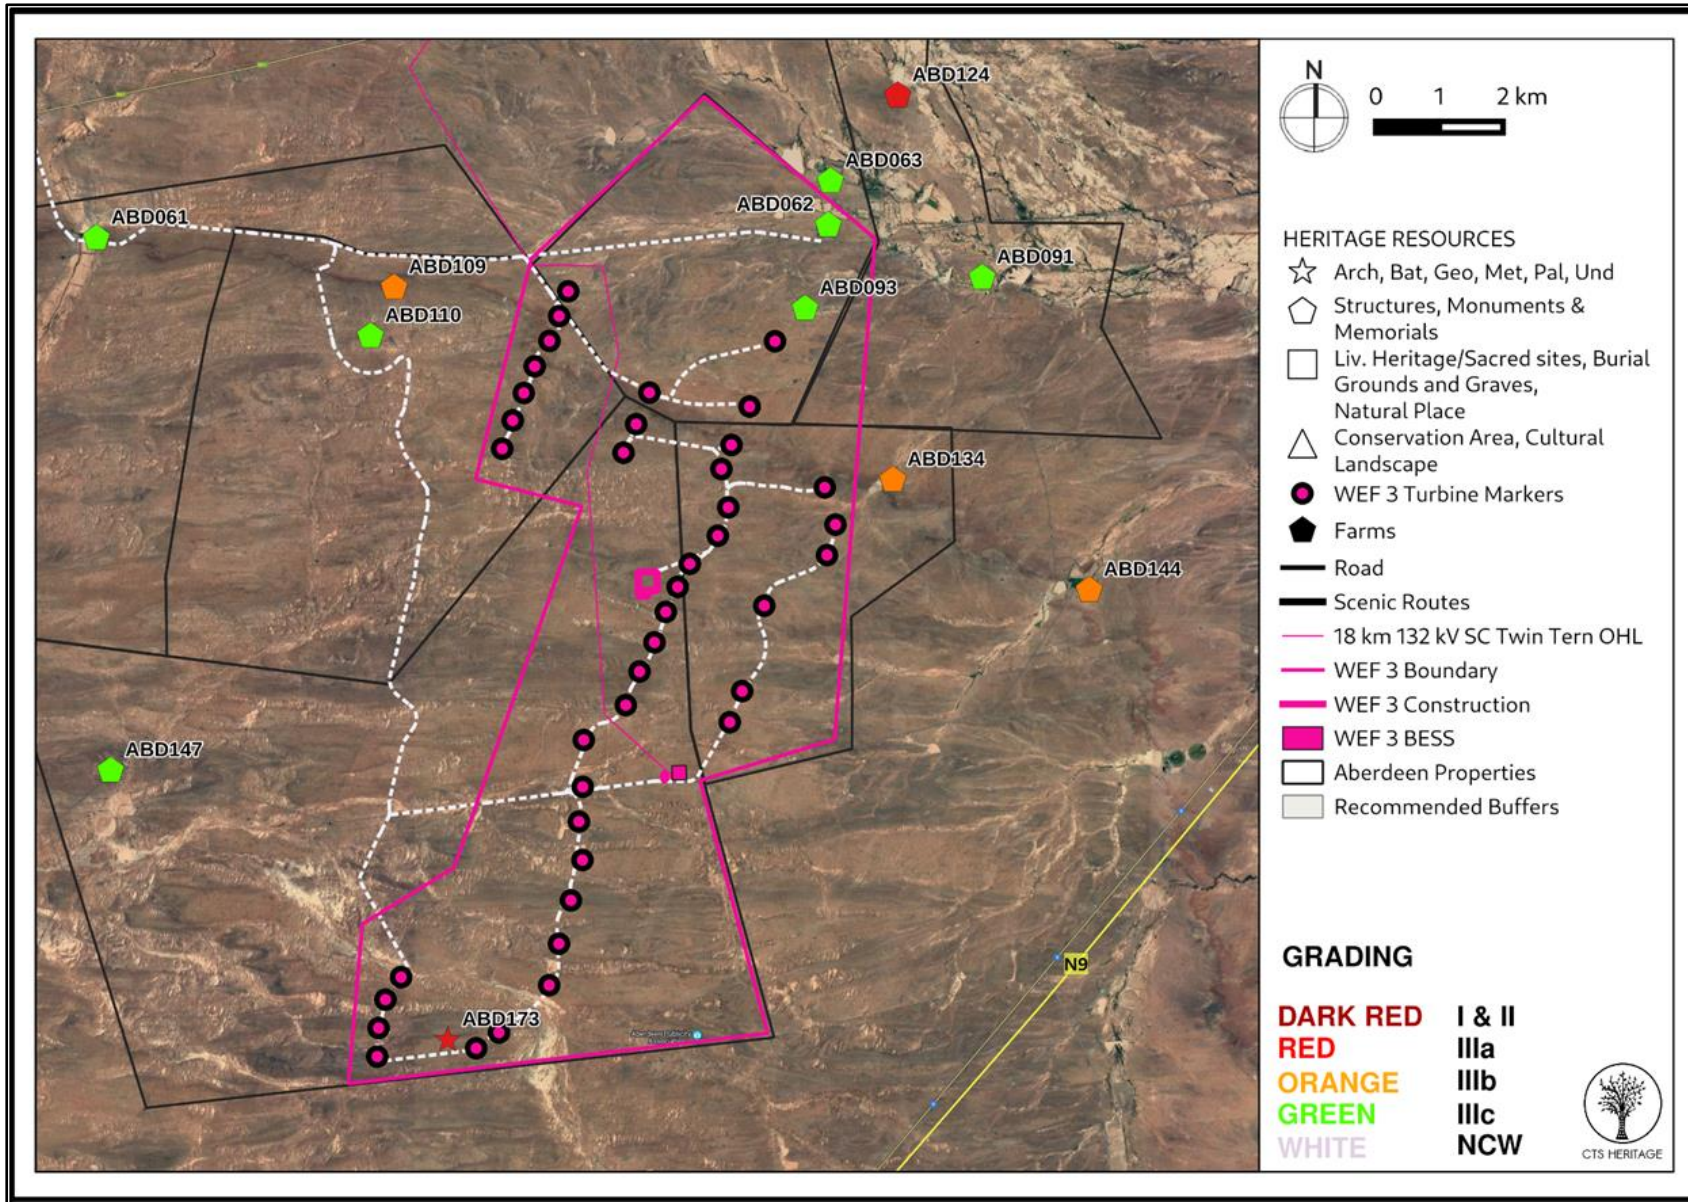 ABD124
ABD063
ABD062
ABD061
ABD091
ABD109
ABD093
ABD110
ABD134
ABD144
ABD147
N9
ABD173
N
0 1 2 km
HERITAGE RESOURCES
Arch, Bat, Geo, Met, Pal, Und
Structures, Monuments &
Memorials
Liv. Heritage/Sacred sites, Burial
Grounds and Graves,
Natural Place
Conservation Area, Cultural
Landscape
WEF 3 Turbine Markers
Farms
Road
Scenic Routes
18 km 132 kV SC Twin Tern OHL
WEF 3 Boundary
WEF 3 Construction
WEF 3 BESS
Aberdeen Properties
Recommended Buffers
GRADING
DARK RED I & II
RED IIIa
ORANGE IIIb
GREEN IIIc
WHITE NCW
CTS HERITAGE